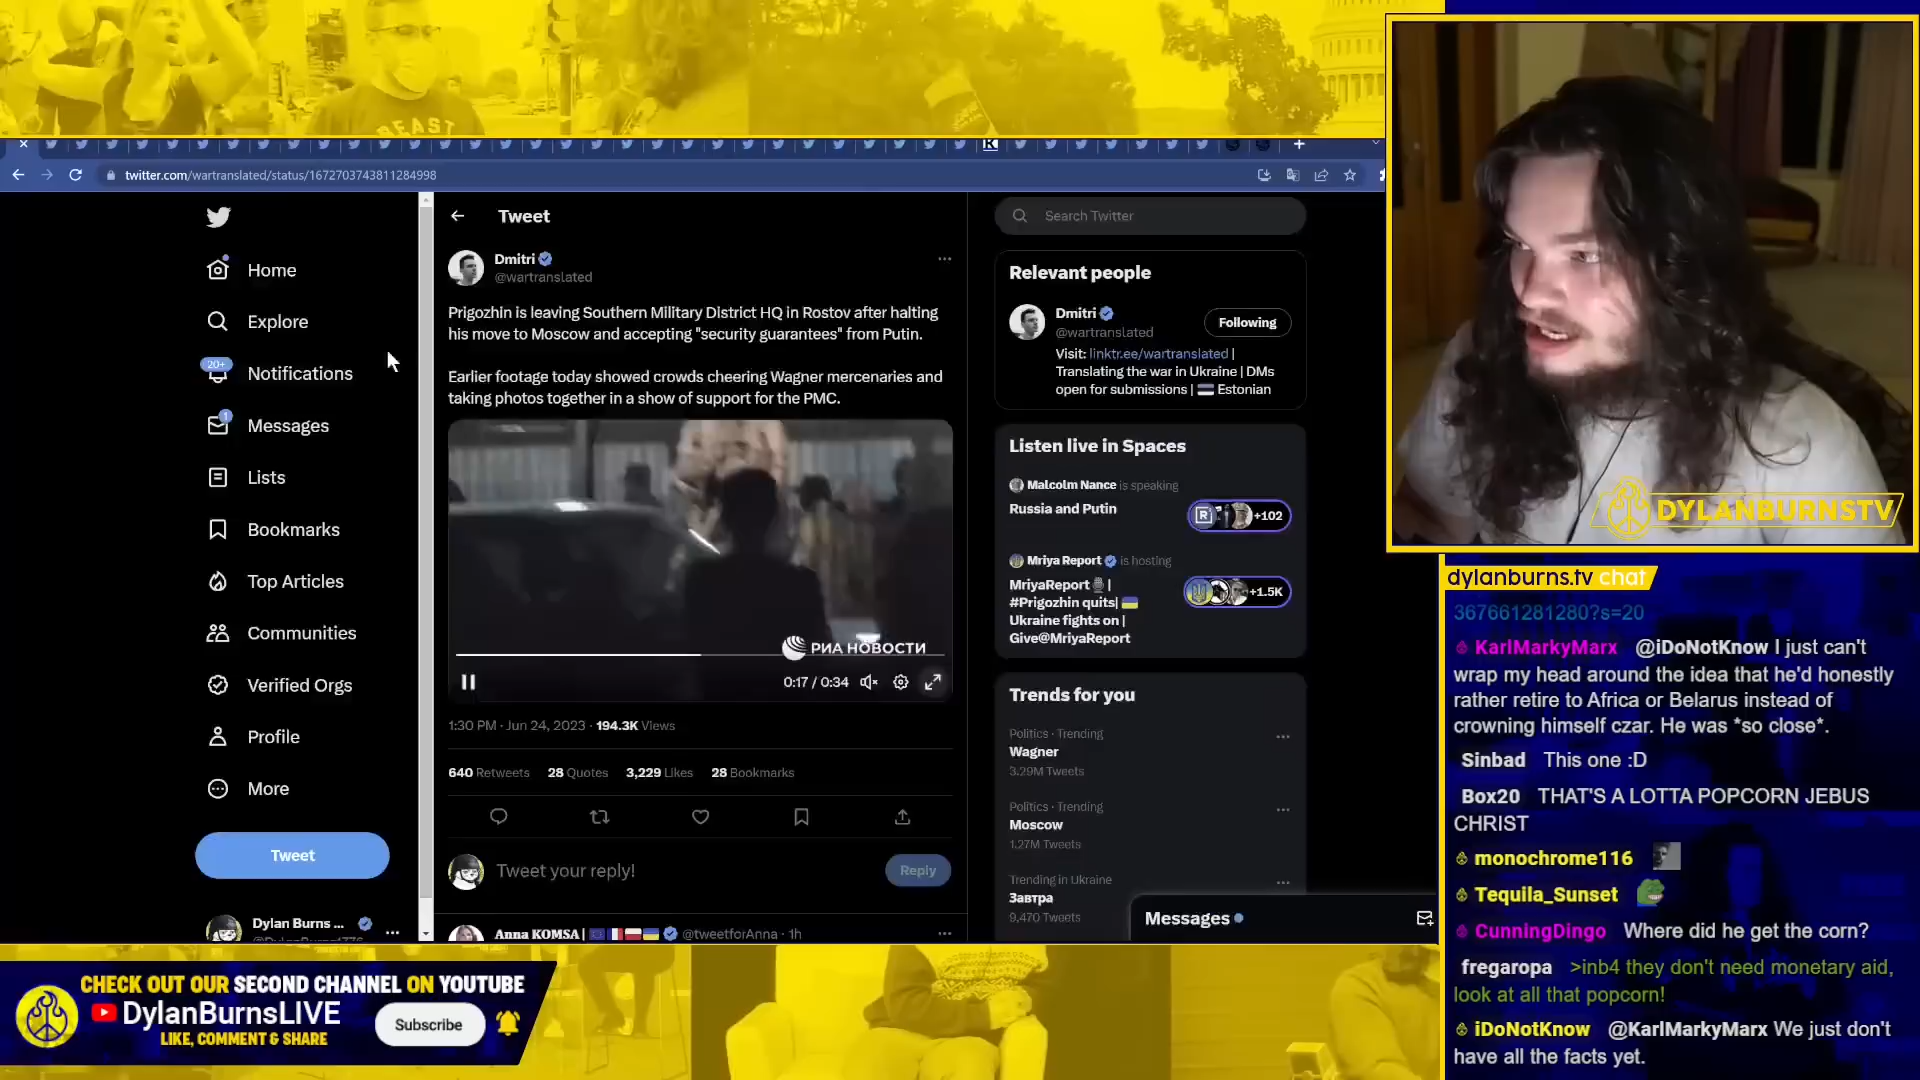 BEAST
twitter.com/wartranslated/status/1672703743811284998
Home
Explore
20+
Notifications
1
Messages
Lists
Bookmarks
Top Articles
Communities
Verified Orgs
Profile
More
Tweet
Dylan Burns ...
Tweet
Dmitri
@wartranslated
Prigozhin is leaving Southern Military District HQ in Rostov after halting
his move to Moscow and accepting "security guarantees" from Putin.
Earlier footage today showed crowds cheering Wagner mercenaries and
taking photos together in a show of support for the PMC.
РИА НОВОСТИ
0:17 / 0:34
1:30 PM · Jun 24, 2023 · 194.3K Views
640 Retweets 28 Quotes 3,229 Likes 28 Bookmarks
Tweet your reply!
Reply
Anna KOMSA | @tweetforAnna · 1h
Search Twitter
Relevant people
Dmitri
@wartranslated
Following
Visit: linktr.ee/wartranslated |
Translating the war in Ukraine | DMs
open for submissions | Estonian
Listen live in Spaces
Malcolm Nance is speaking
Russia and Putin
+102
Mriya Report is hosting
MriyaReport |
#Prigozhin quits|
Ukraine fights on |
Give@MriyaReport
+1.5K
Trends for you
Politics · Trending
Wagner
3.29M Tweets
Politics · Trending
Moscow
1.27M Tweets
Trending in Ukraine
Завтра
9,470 Tweets
Messages
DYLANBURNSTV
dylanburns.tv chat
367661281280?s=20
KarlMarkyMarx @iDoNotKnow I just can't
wrap my head around the idea that he'd honestly
rather retire to Africa or Belarus instead of
crowning himself czar. He was *so close*.
Sinbad This one :D
Box20 THAT'S A LOTTA POPCORN JEBUS
CHRIST
monochrome116
Tequila_Sunset
CunningDingo Where did he get the corn?
fregaropa >inb4 they don't need monetary aid,
look at all that popcorn!
iDoNotKnow @KarlMarkyMarx We just don't
have all the facts yet.
CHECK OUT OUR SECOND CHANNEL ON YOUTUBE
DylanBurnsLIVE
Subscribe
LIKE, COMMENT & SHARE